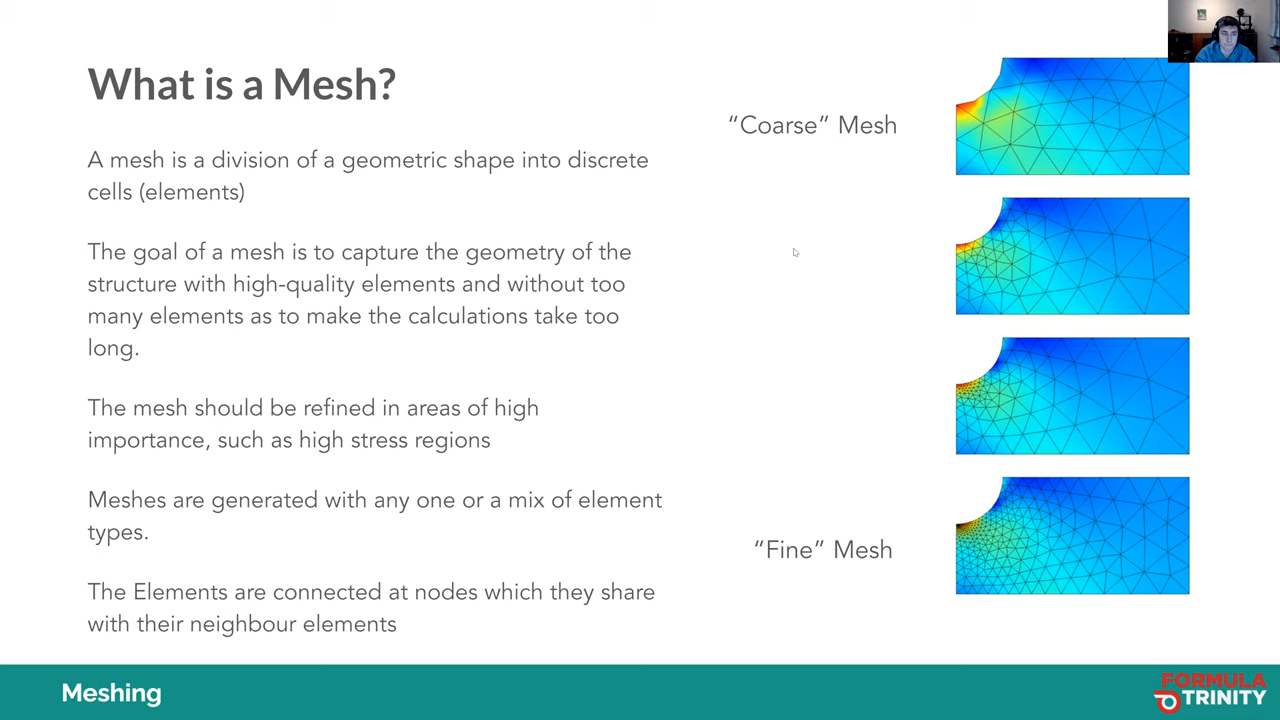 What is a Mesh?
"Coarse" Mesh
A mesh is a division of a geometric shape into discrete
cells (elements)
The goal of a mesh is to capture the geometry of the
structure with high-quality elements and without too
many elements as to make the calculations take too
long.
The mesh should be refined in areas of high
importance, such as high stress regions
Meshes are generated with any one or a mix of element
types.
"Fine" Mesh
The Elements are connected at nodes which they share
with their neighbour elements
Meshing
FORMULA
TRINITY